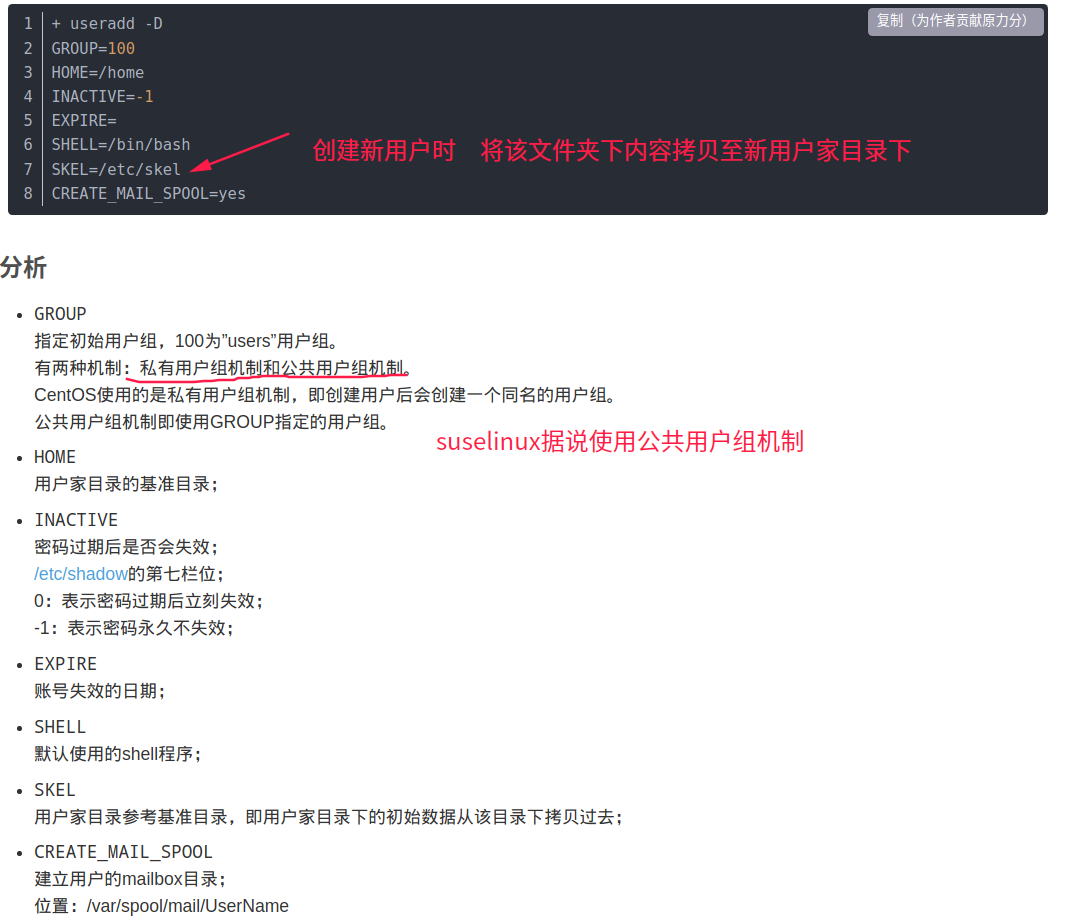 复制（为作者贡献原力分）
1 + useradd -D
2 GROUP=100
3 HOME=/home
4 INACTIVE=-1
5 EXPIRE=
6 SHELL=/bin/bash
创建新用户时 将该文件夹下内容拷贝至新用户家目录下
7 SKEL=/etc/skel
8 CREATE_MAIL_SPOOL=yes
分析
• GROUP
指定初始用户组，100为”users”用户组。
有两种机制：私有用户组机制和公共用户组机制。
CentOS使用的是私有用户组机制，即创建用户后会创建一个同名的用户组。
公共用户组机制即使用GROUP指定的用户组。
suselinux据说使用公共用户组机制
• HOME
用户家目录的基准目录；
• INACTIVE
密码过期后是否会失效；
/etc/shadow的第七栏位；
0：表示密码过期后立刻失效；
-1：表示密码永久不失效；
• EXPIRE
账号失效的日期；
• SHELL
默认使用的shell程序；
• SKEL
用户家目录参考基准目录，即用户家目录下的初始数据从该目录下拷贝过去；
• CREATE_MAIL_SPOOL
建立用户的mailbox目录；
位置：/var/spool/mail/UserName